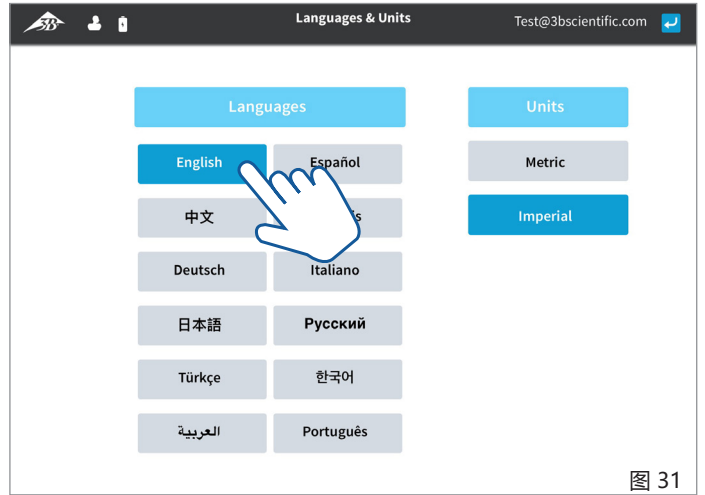 3B
Languages & Units
Test@3bscientific.com
Languages
Units
English
Español
Metric
中文
Imperial
Deutsch
Italiano
日本語
Русский
Türkçe
한국어
العربية
Português
图 31